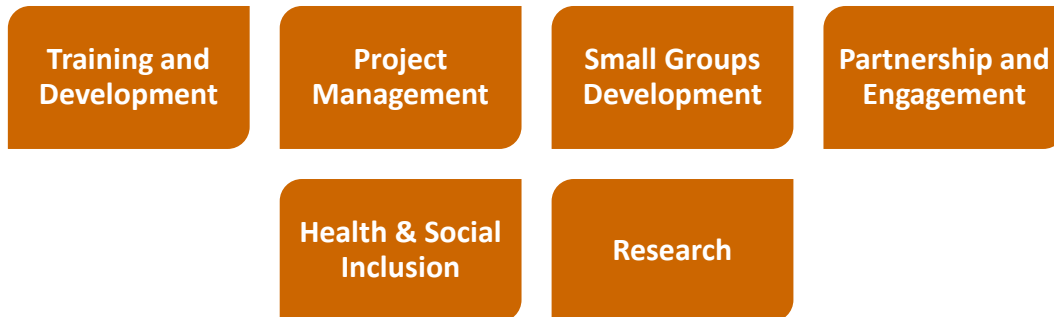 Training and
Development
Project
Management
Small Groups
Development
Partnership and
Engagement
Health & Social
Inclusion
Research